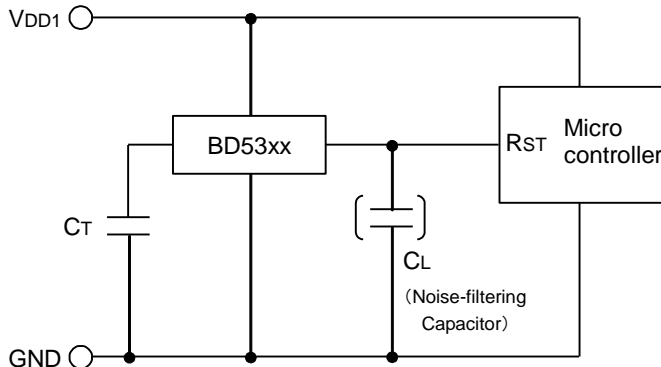 VDD1
BD53xx
RST
Micro
controller
CT
CL
（Noise-filtering
Capacitor）
GND